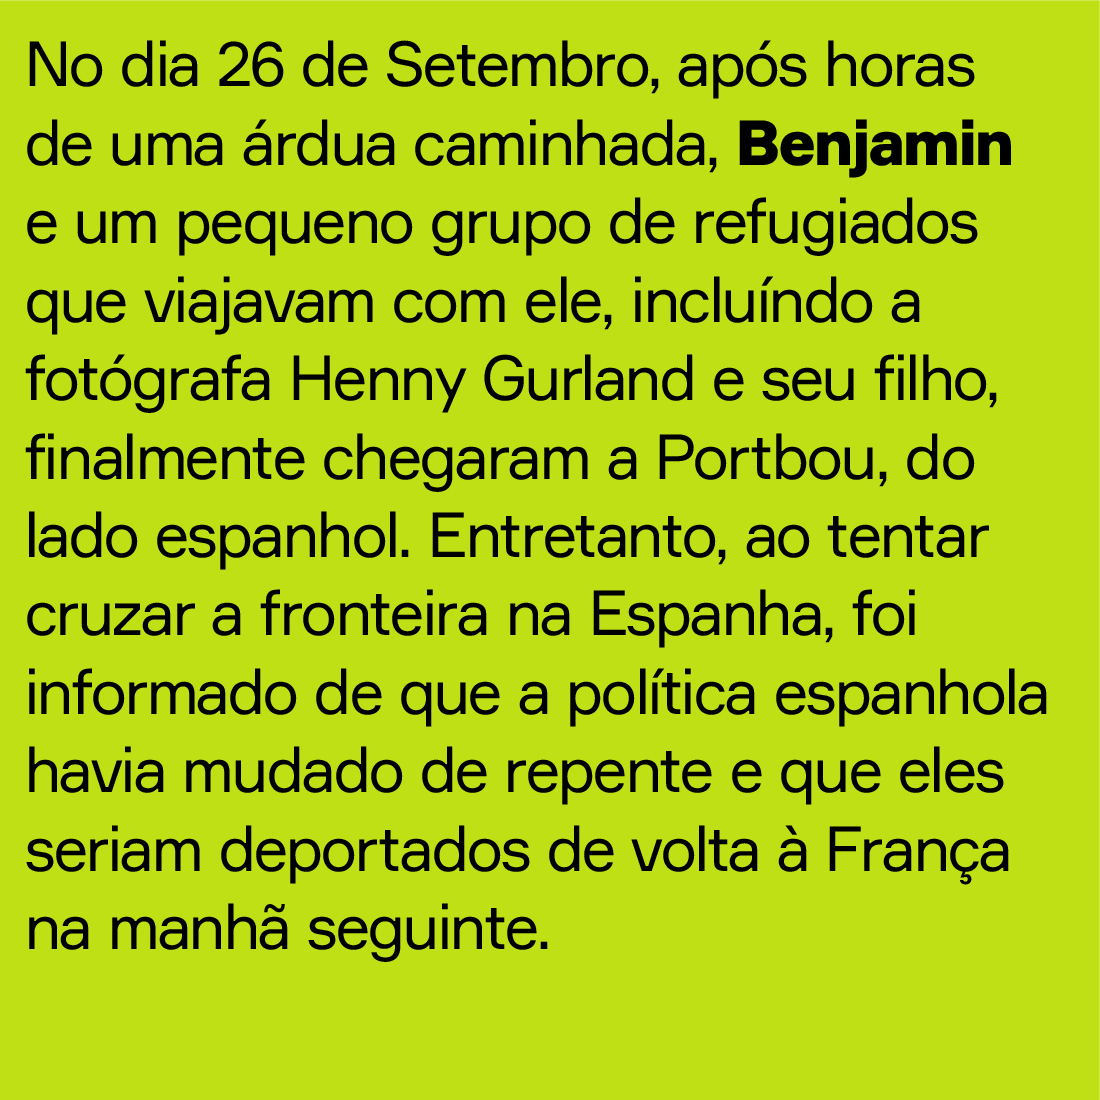 No dia 26 de Setembro, após horas
de uma árdua caminhada, Benjamin
e um pequeno grupo de refugiados
que viajavam com ele, incluíndo a
fotógrafa Henny Gurland e seu filho,
finalmente chegaram a Portbou, do
lado espanhol. Entretanto, ao tentar
cruzar a fronteira na Espanha, foi
informado de que a política espanhola
havia mudado de repente e que eles
seriam deportados de volta à França
na manhã seguinte.